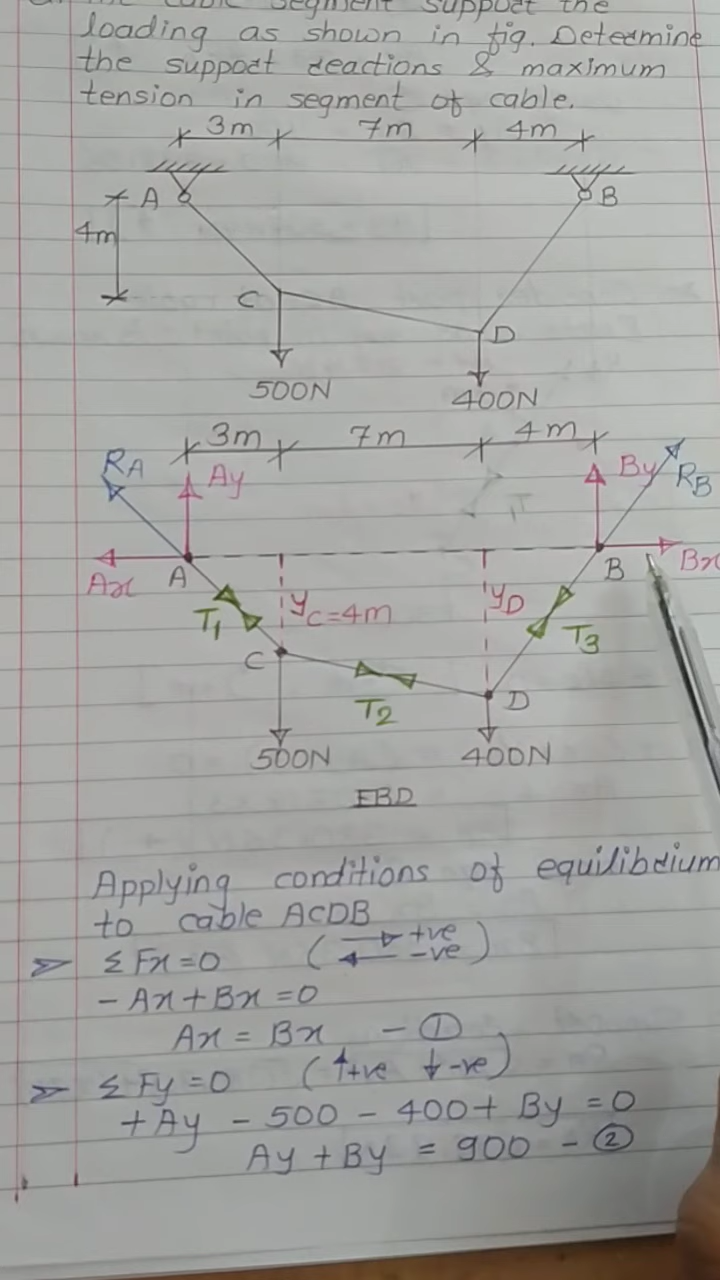 segment support the
loading as shown in fig. Determine
the support reactions & maximum
tension in segment of cable.
3m 7m 4m
A B
4m
C
D
500N
400N
3m 7m 4m
RA Ay By RB
Ax A B Bx
T1 yC=4m yD T3
C
T2 D
500N 400N
FBD
Applying conditions of equilibrium
to cable ACDB
ΣFx=0 (→ +ve ← -ve)
-Ax+Bx=0
Ax = Bx - ①
ΣFy=0 (↑+ve ↓-ve)
+Ay - 500 - 400+ By =0
Ay + By = 900 - ②